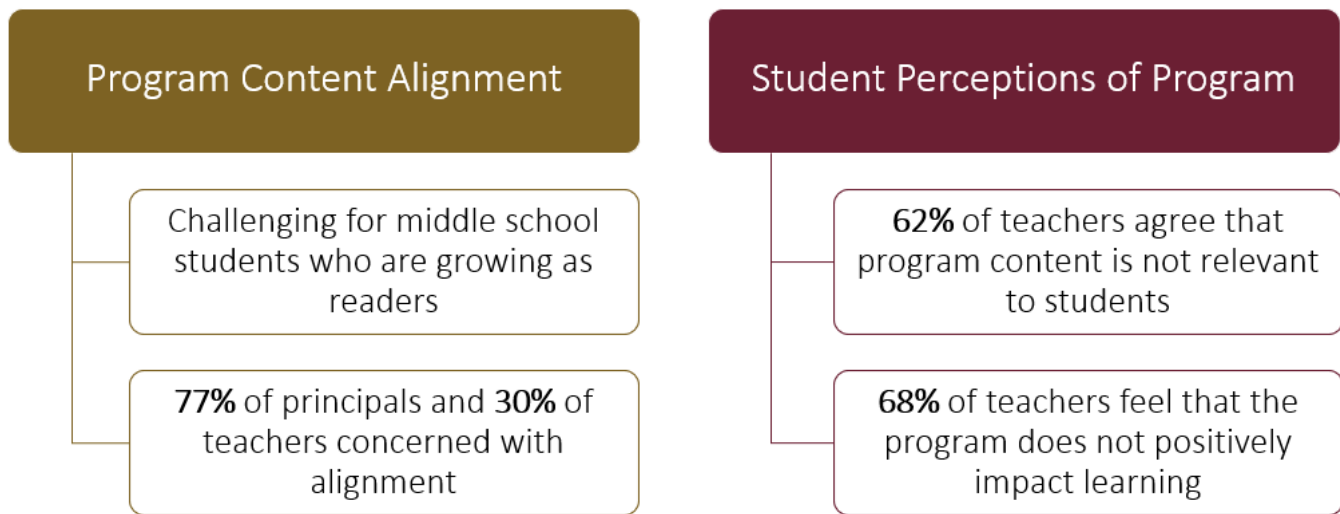 Program Content Alignment
Challenging for middle school
students who are growing as
readers
77% of principals and 30% of
teachers concerned with
alignment
Student Perceptions of Program
62% of teachers agree that
program content is not relevant
to students
68% of teachers feel that the
program does not positively
impact learning